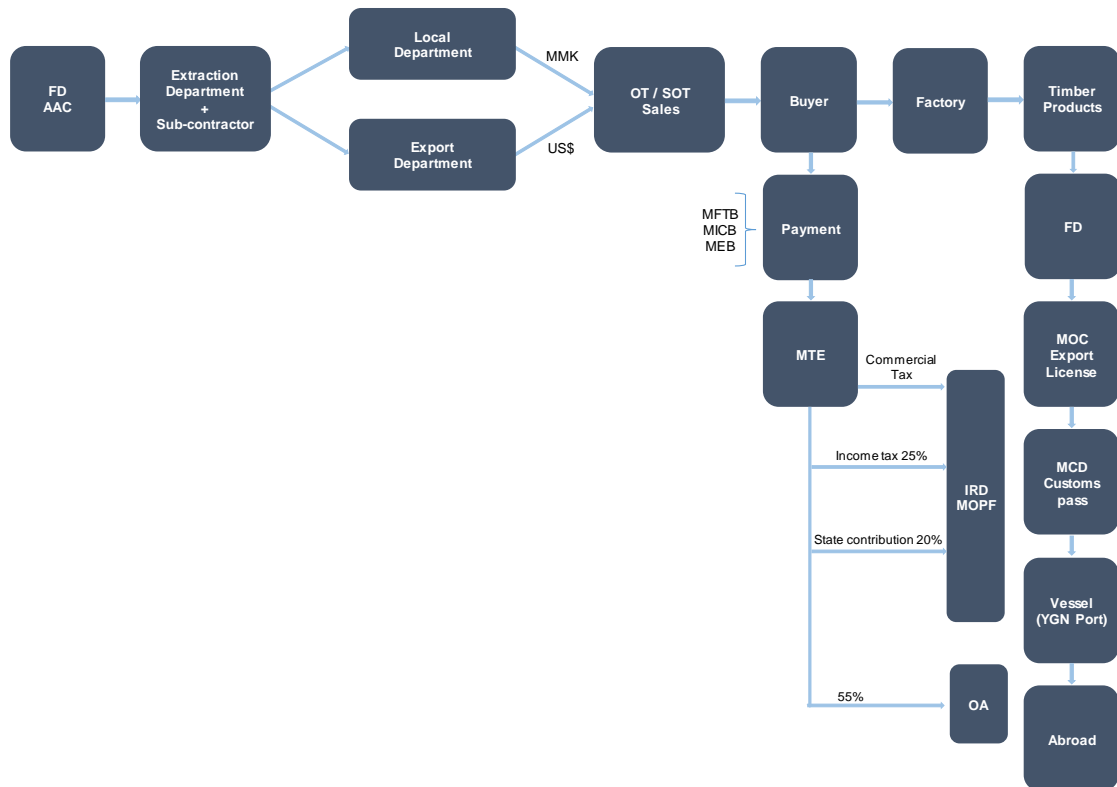 FD
AAC
Extraction
Department
+
Sub-contractor
Local
Department
Export
Department
MMK
US$
OT / SOT
Sales
Buyer
Factory
Timber
Products
MFTB
MICB
MEB
Payment
FD
MTE
Commercial
Tax
Income tax 25%
State contribution 20%
55%
IRD
MOPF
OA
MOC
Export
License
MCD
Customs
pass
Vessel
(YGN Port)
Abroad